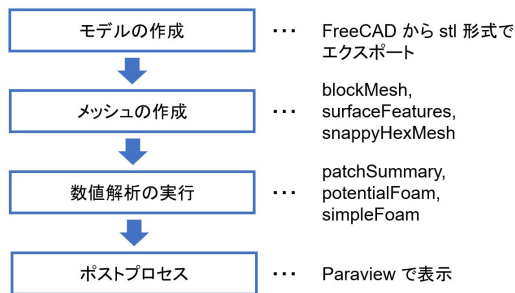 モデルの作成 ··· FreeCAD から stl 形式で
エクスポート
メッシュの作成 ··· blockMesh,
surfaceFeatures,
snappyHexMesh
数値解析の実行 ··· patchSummary,
potentialFoam,
simpleFoam
ポストプロセス ··· Paraview で表示